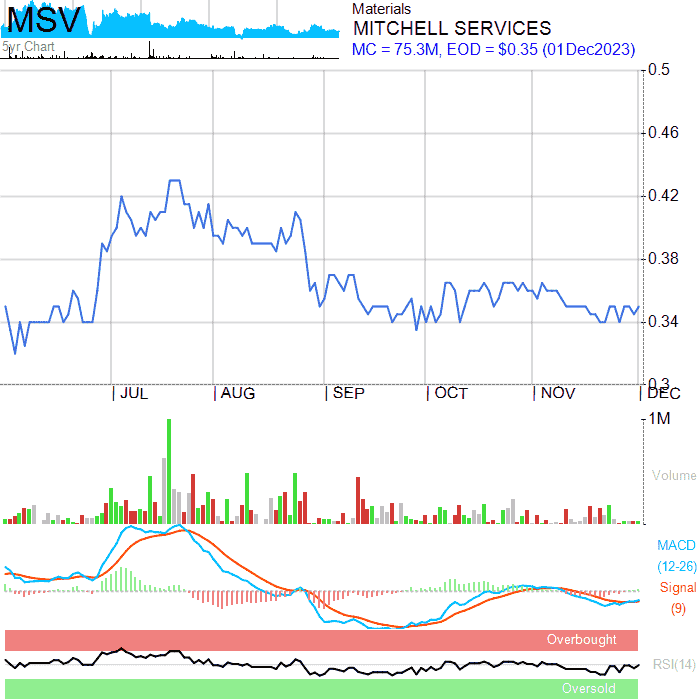 MSV
5yr Chart
Materials
MITCHELL SERVICES
MC = 75.3M, EOD = $0.35 (01Dec2023)
0.5
0.46
0.42
0.38
0.34
0.3
JUL
AUG
SEP
OCT
NOV
DEC
1M
Volume
MACD
(12-26)
Signal
(9)
Overbought
RSI(14)
Oversold